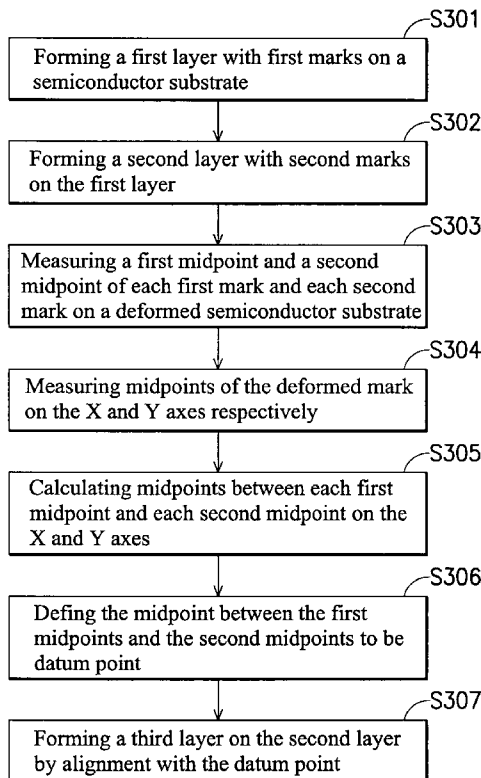 S301
Forming a first layer with first marks on a
semiconductor substrate
S302
Forming a second layer with second marks
on the first layer
S303
Measuring a first midpoint and a second
midpoint of each first mark and each second
mark on a deformed semiconductor substrate
S304
Measuring midpoints of the deformed mark
on the X and Y axes respectively
S305
Calculating midpoints between each first
midpoint and each second midpoint on the
X and Y axes
S306
Defing the midpoint between the first
midpoints and the second midpoints to be
datum point
S307
Forming a third layer on the second layer
by alignment with the datum point